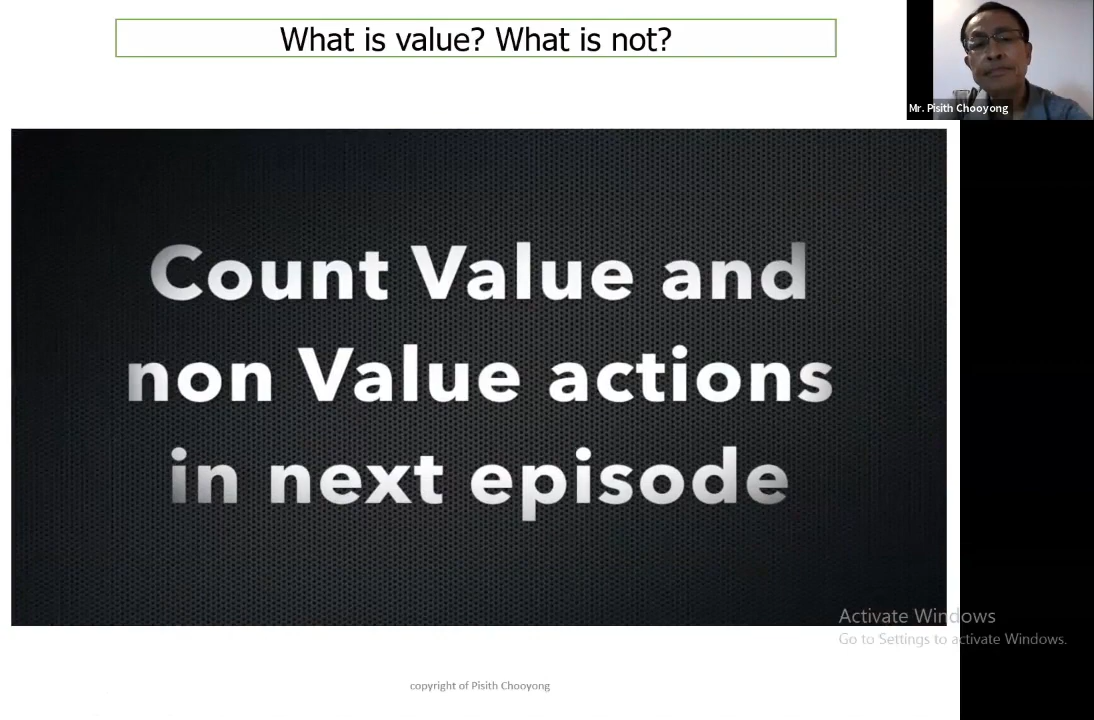 What is value? What is not?
Mr. Pisith Chooyong
Count Value and
non Value actions
in next episode
Activate Windows
Go to Settings to activate Windows.
copyright of Pisith Chooyong